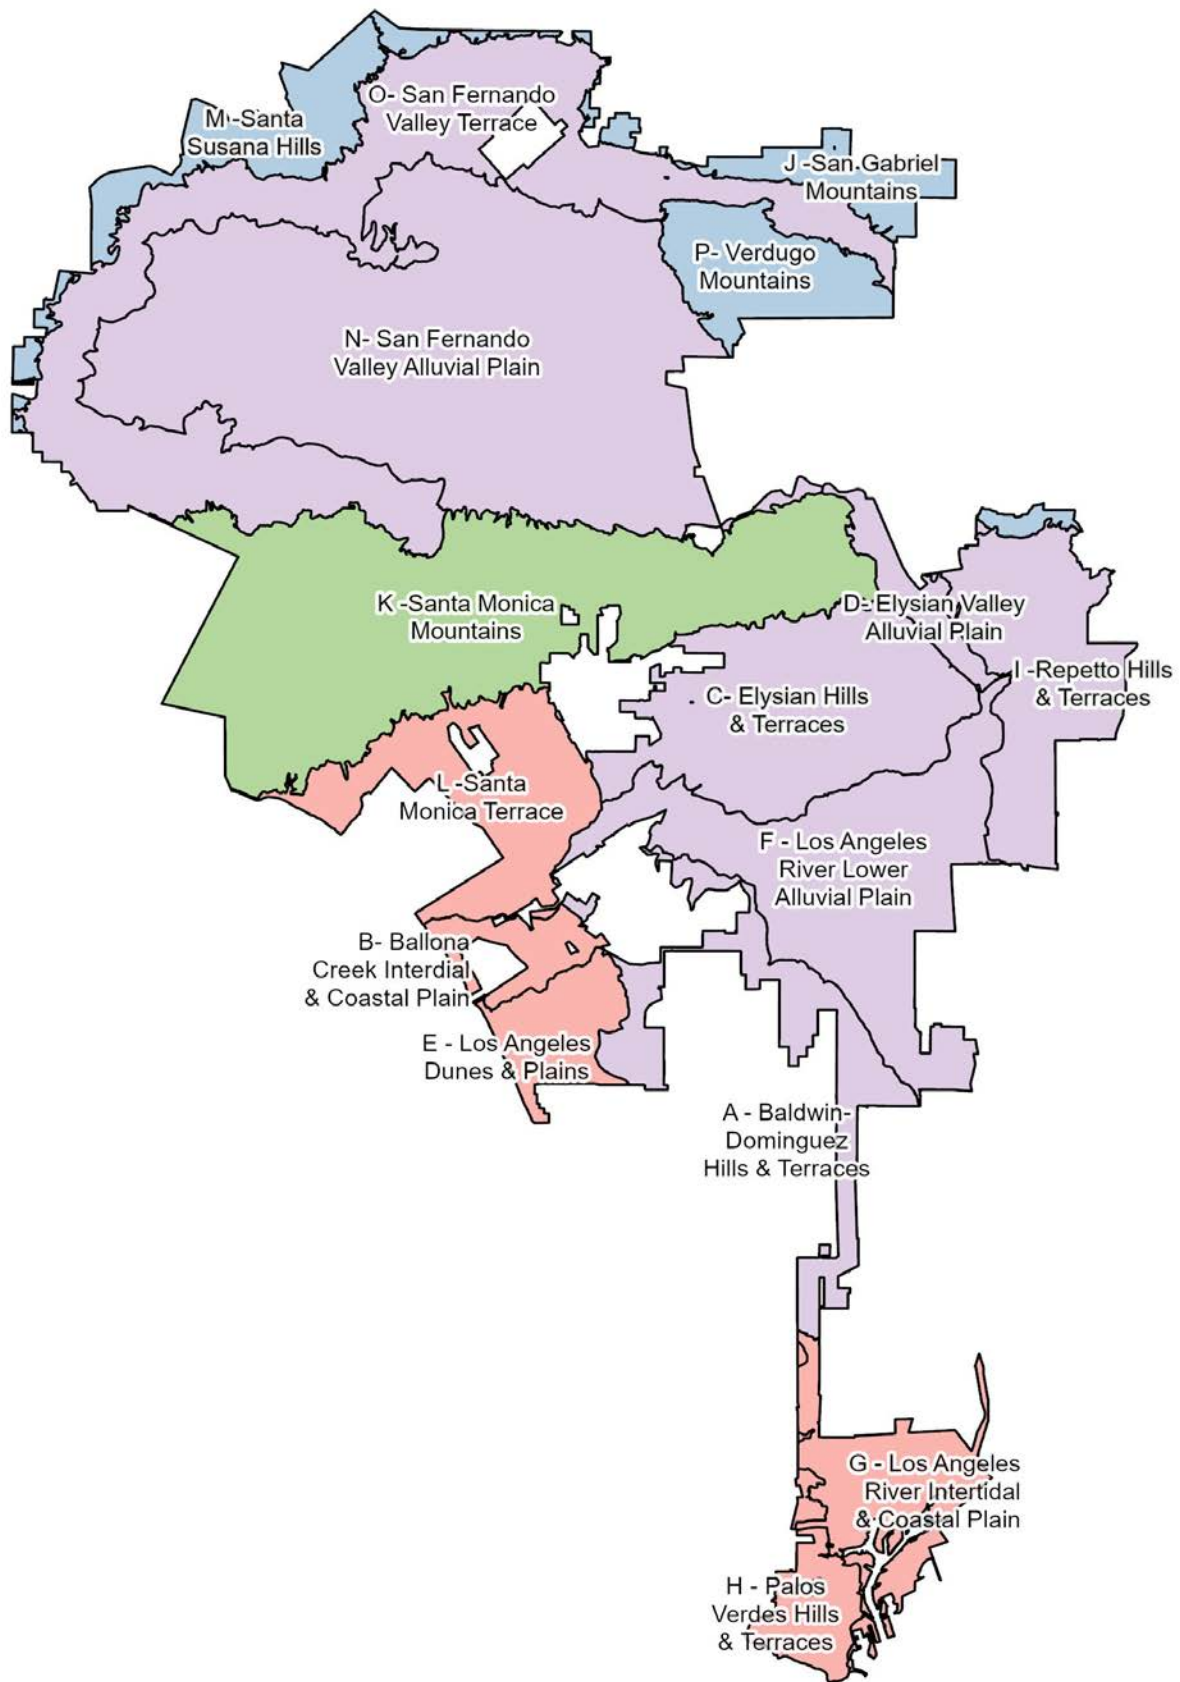 O- San Fernando
Valley Terrace
M -Santa
Susana Hills
J -San Gabriel
Mountains
P- Verdugo
Mountains
N- San Fernando
Valley Alluvial Plain
K -Santa Monica
Mountains
D- Elysian Valley
Alluvial Plain
I -Repetto Hills
& Terraces
C- Elysian Hills
& Terraces
L -Santa
Monica Terrace
F - Los Angeles
River Lower
Alluvial Plain
B- Ballona
Creek Interdial
& Coastal Plain
E - Los Angeles
Dunes & Plains
A - Baldwin-
Dominguez
Hills & Terraces
G - Los Angeles
River Intertidal
& Coastal Plain
H - Palos
Verdes Hills
& Terraces